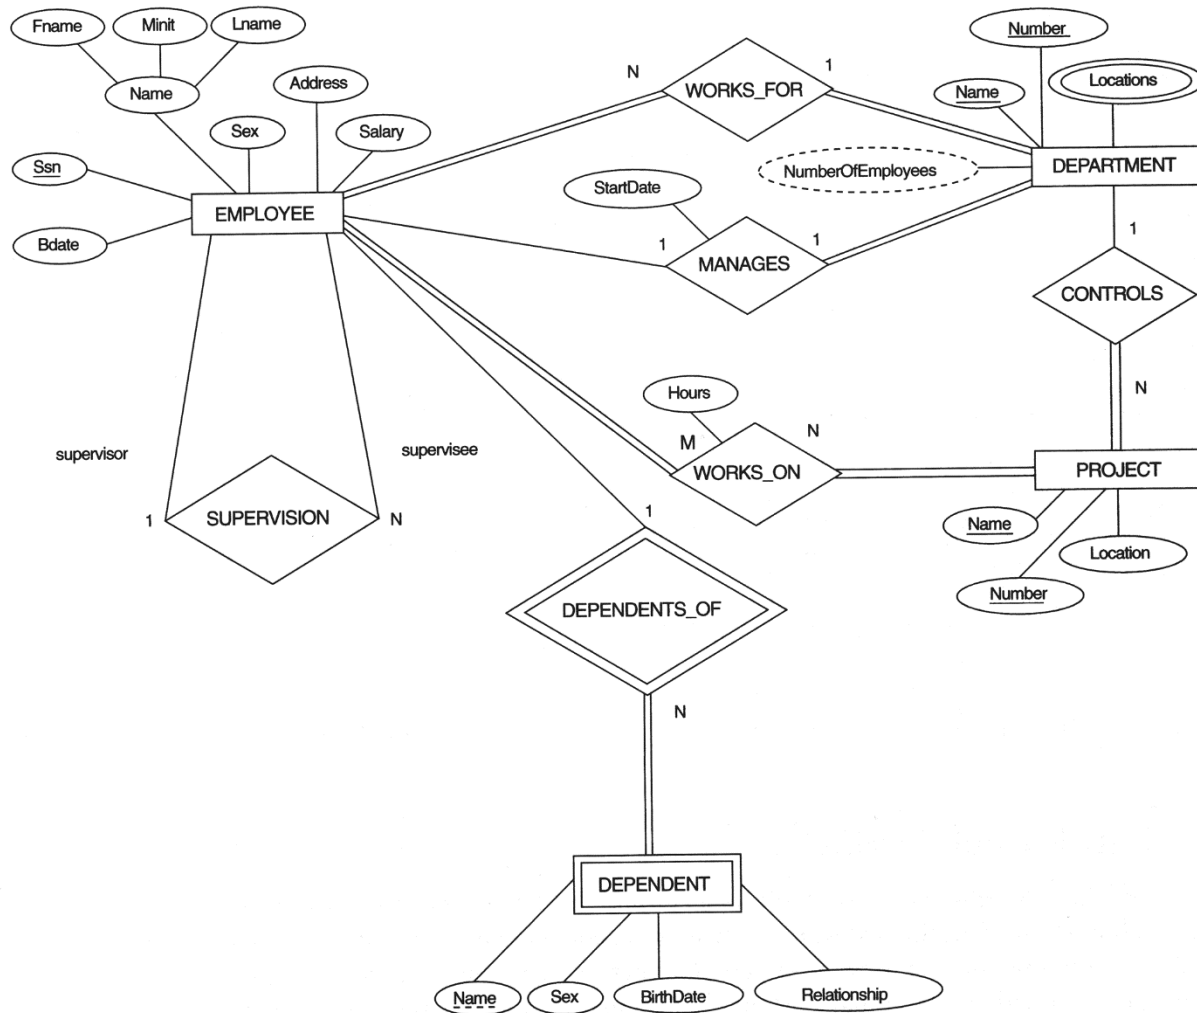 Fname
Minit
Lname
Number
Name
Address
N
1
WORKS_FOR
Locations
Name
Sex
Salary
Ssn
StartDate
NumberOfEmployees
DEPARTMENT
EMPLOYEE
Bdate
1
1
MANAGES
1
CONTROLS
Hours
N
M
N
supervisor
supervisee
WORKS_ON
PROJECT
1
SUPERVISION
N
1
Name
Location
Number
DEPENDENTS_OF
N
DEPENDENT
Name
Sex
BirthDate
Relationship